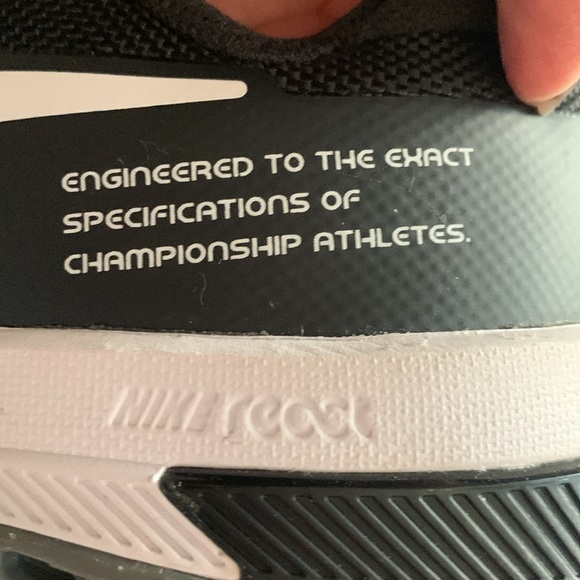 ENGINEERED TO THE EXACT
SPECIFICATIONS OF
CHAMPIONSHIP ATHLETES.
NIKE react